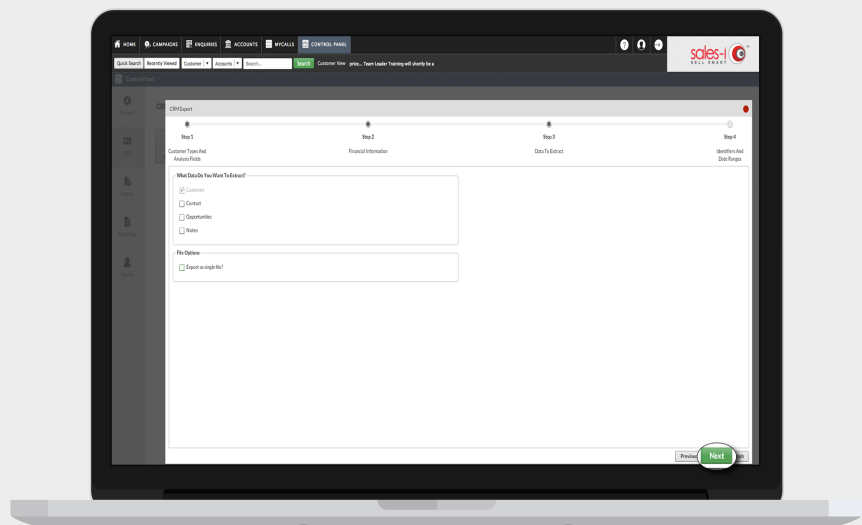 HOME CAMPAIGNS ENQUIRIES ACCOUNTS MYCALLS CONTROL PANEL
sales-i
SELL SMART
Quick Search Recently Viewed Customer Accounts Search... Search Customer View price... Team Leader Training will shortly be a
Control Panel
CRM Export
Step 1 Step 2 Step 3 Step 4
Customer Types And Analysis Fields
Financial Information
Data To Extract
Identifiers And Date Ranges
What Data Do You Want To Extract?
Customer
Contact
Opportunities
Notes
File Options
Export as single file?
Previous Next